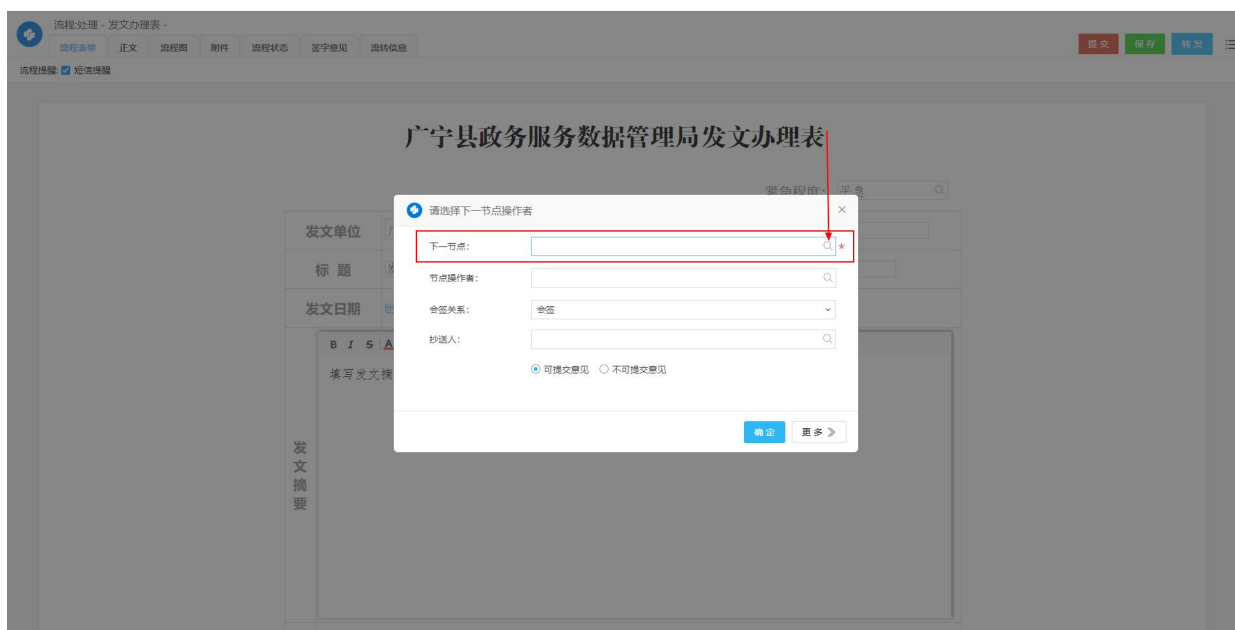 流程:处理 - 发文办理表 -
流程表单 正文 流程图 附件 流程状态 签字意见 流转信息
提交 保存 转发
流程提醒: 短信提醒
广宁县政务服务数据管理局发文办理表
紧急程度: 平急
请选择下一节点操作者
发文单位
下一节点: *
标 题
节点操作者:
发文日期
会签关系: 会签
抄送人:
B I S A
填写发文摘
可提交意见 不可提交意见
确定 更多
发文摘要